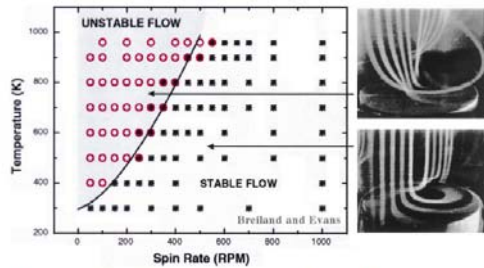 UNSTABLE FLOW
1000
800
600
400
200
Temperature (K)
STABLE FLOW
Breiland and Evans
0 200 400 600 800 1000
Spin Rate (RPM)